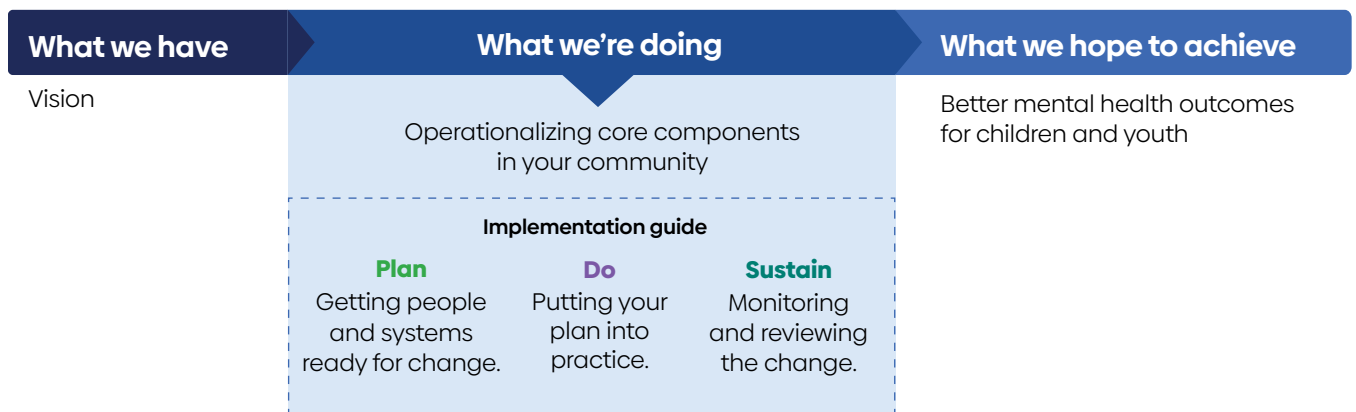 What we have
What we're doing
What we hope to achieve
Vision
Operationalizing core components
in your community
Better mental health outcomes
for children and youth
Implementation guide
Plan
Getting people
and systems
ready for change.
Do
Putting your
plan into
practice.
Sustain
Monitoring
and reviewing
the change.